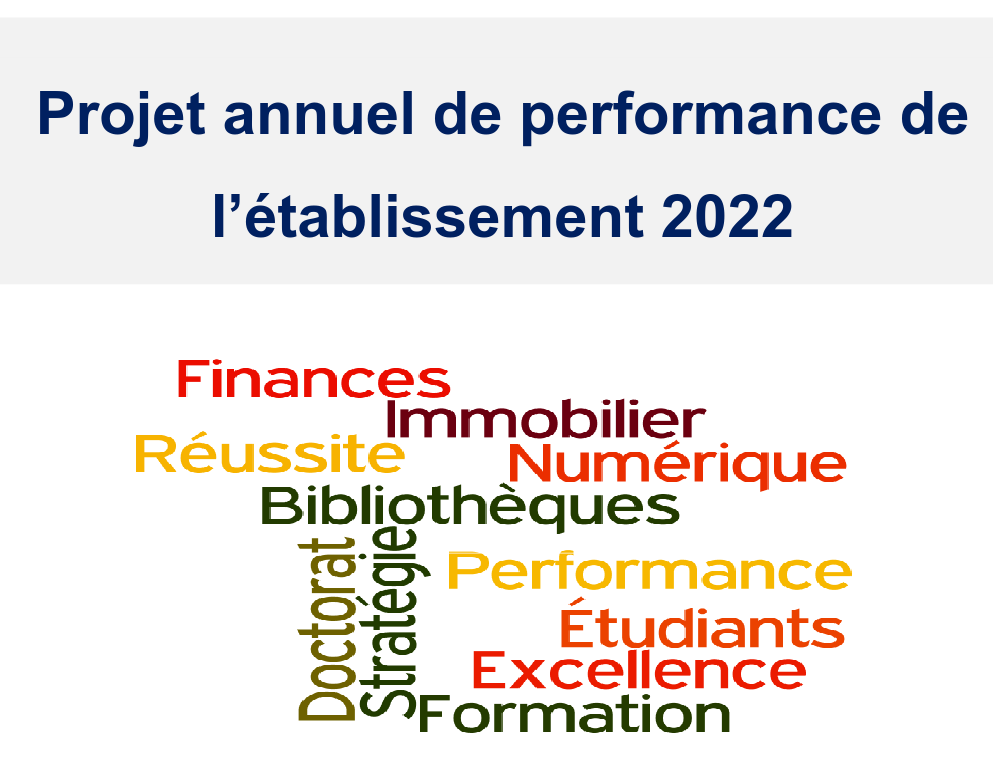 Projet annuel de performance de
l’établissement 2022
Finances
Immobilier
Réussite
Numérique
Bibliothèques
Doctorat
Stratégie
Performance
Étudiants
Excellence
Formation